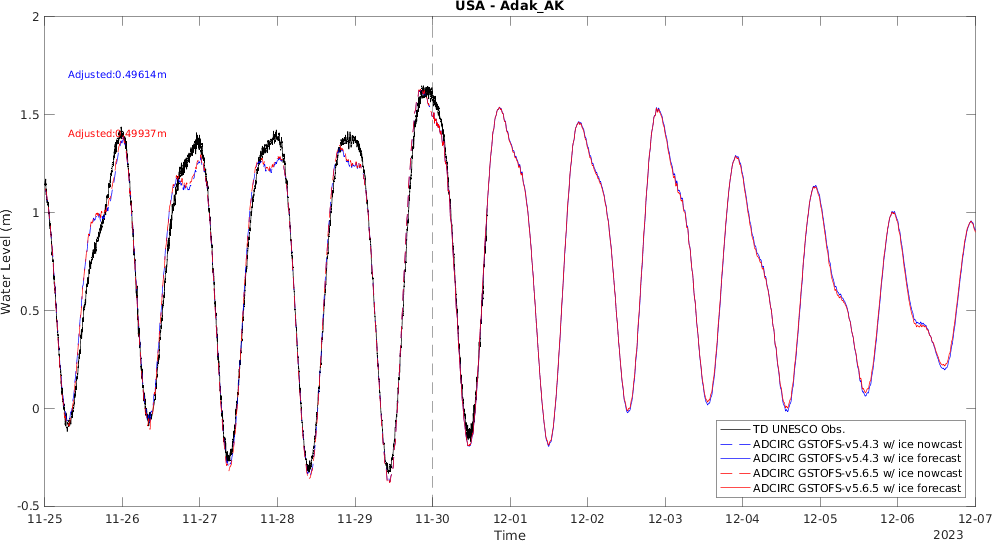 USA - Adak_AK
2
1.5
1
0.5
0
-0.5
Water Level (m)
Adjusted:0.49614m
Adjusted:0.49937m
TD UNESCO Obs.
ADCIRC GSTOFS-v5.4.3 w/ ice nowcast
ADCIRC GSTOFS-v5.4.3 w/ ice forecast
ADCIRC GSTOFS-v5.6.5 w/ ice nowcast
ADCIRC GSTOFS-v5.6.5 w/ ice forecast
11-25 11-26 11-27 11-28 11-29 11-30 12-01 12-02 12-03 12-04 12-05 12-06 12-07
Time
2023